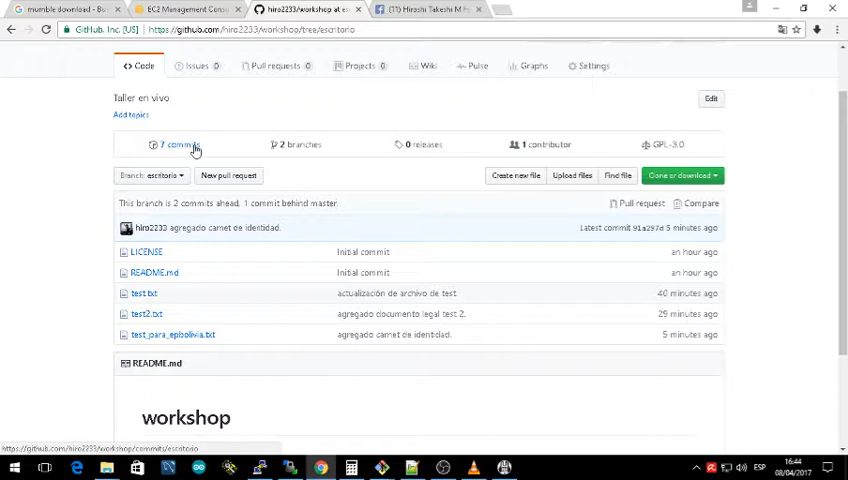 mumble download - Bu
EC2 Management Conso
hiro2233/workshop at es
(11) Hiroshi Takeshi M F
GitHub, Inc. [US]
https://github.com/hiro2233/workshop/tree/escritorio
Code
Issues 0
Pull requests 0
Projects 0
Wiki
Pulse
Graphs
Settings
Taller en vivo
Edit
Add topics
7 commits
2 branches
0 releases
1 contributor
GPL-3.0
Branch: escritorio
New pull request
Create new file
Upload files
Find file
Clone or download
This branch is 2 commits ahead, 1 commit behind master.
Pull request
Compare
hiro2233 agregado carnet de identidad.
Latest commit 91a297d 5 minutes ago
LICENSE
Initial commit
an hour ago
README.md
Initial commit
an hour ago
test.txt
actualización de archivo de test
40 minutes ago
test2.txt
agregado documento legal test 2.
29 minutes ago
test_para_epbolivia.txt
agregado carnet de identidad.
5 minutes ago
README.md
workshop
https://github.com/hiro2233/workshop/commits/escritorio
ESP
16:44
08/04/2017